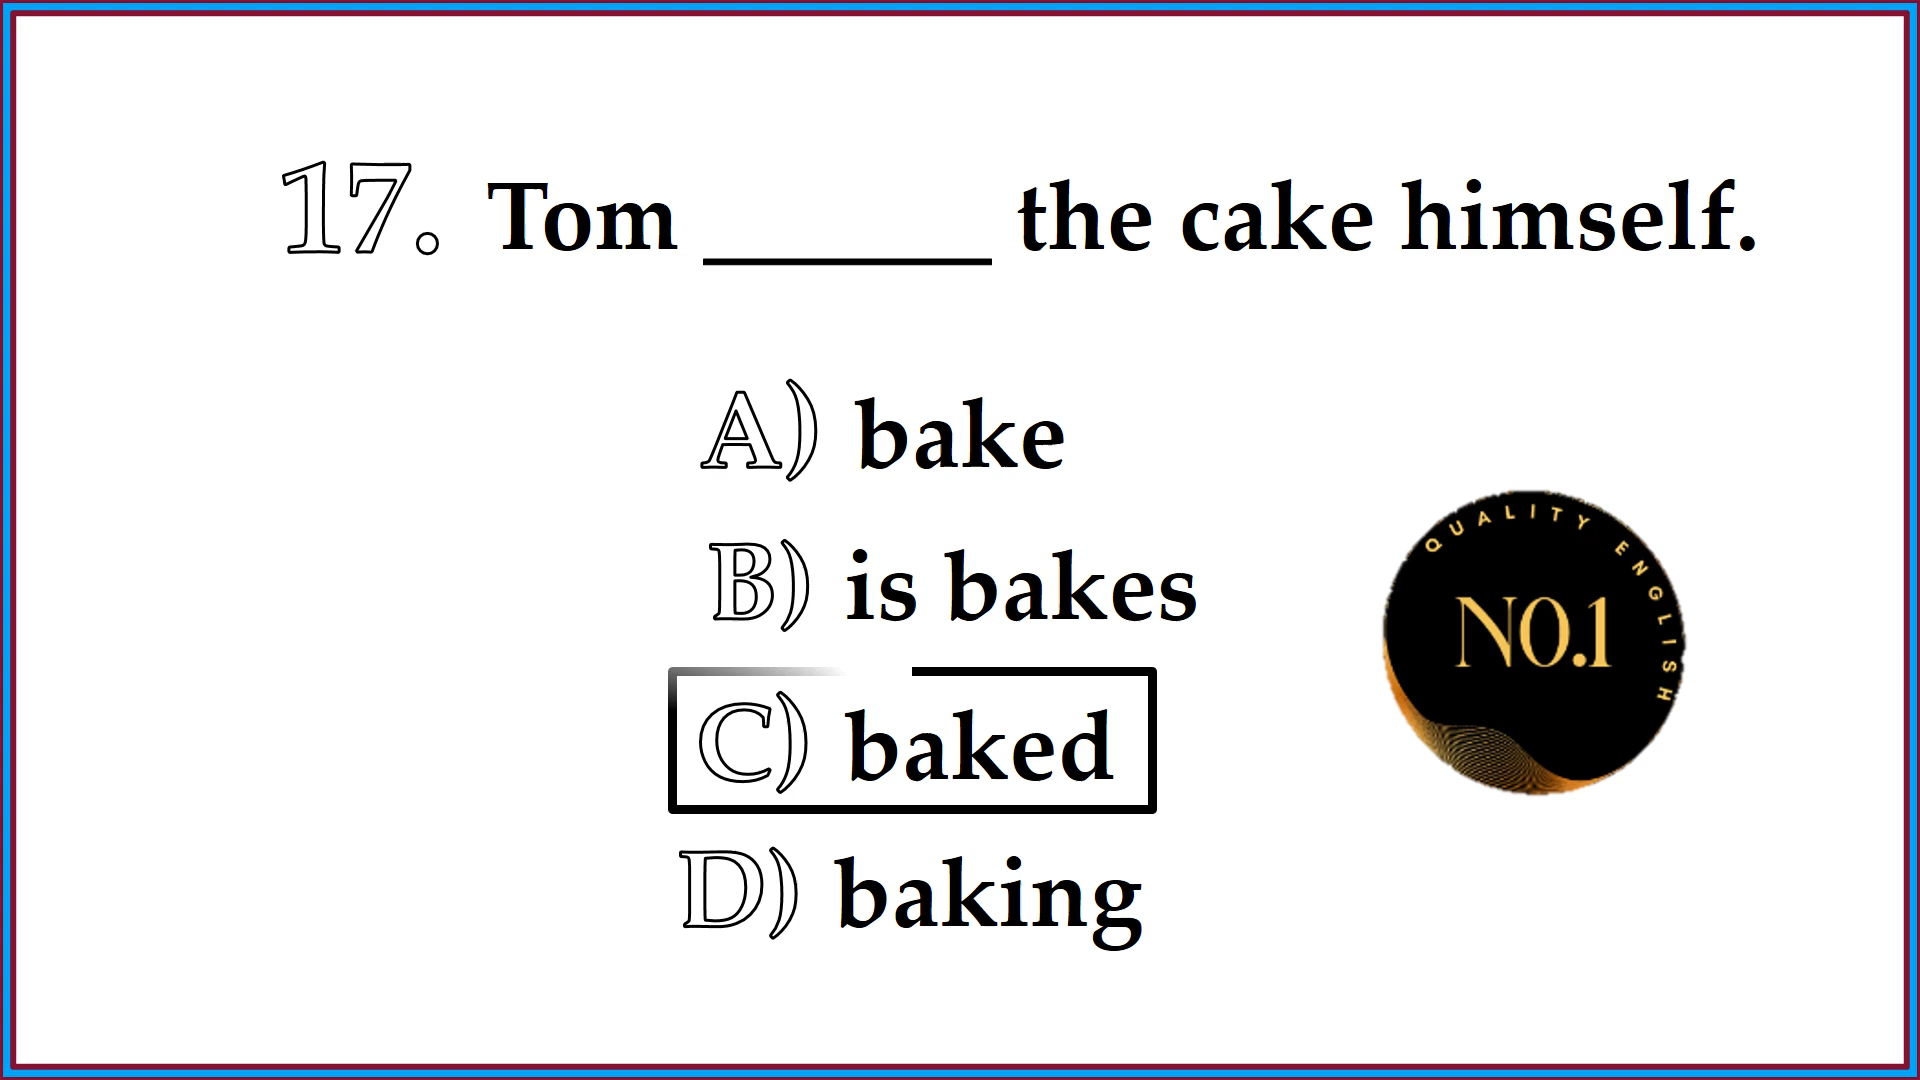 17. Tom ______ the cake himself.
A) bake
B) is bakes
C) baked
D) baking
QUALITY ENGLISH
NO.1